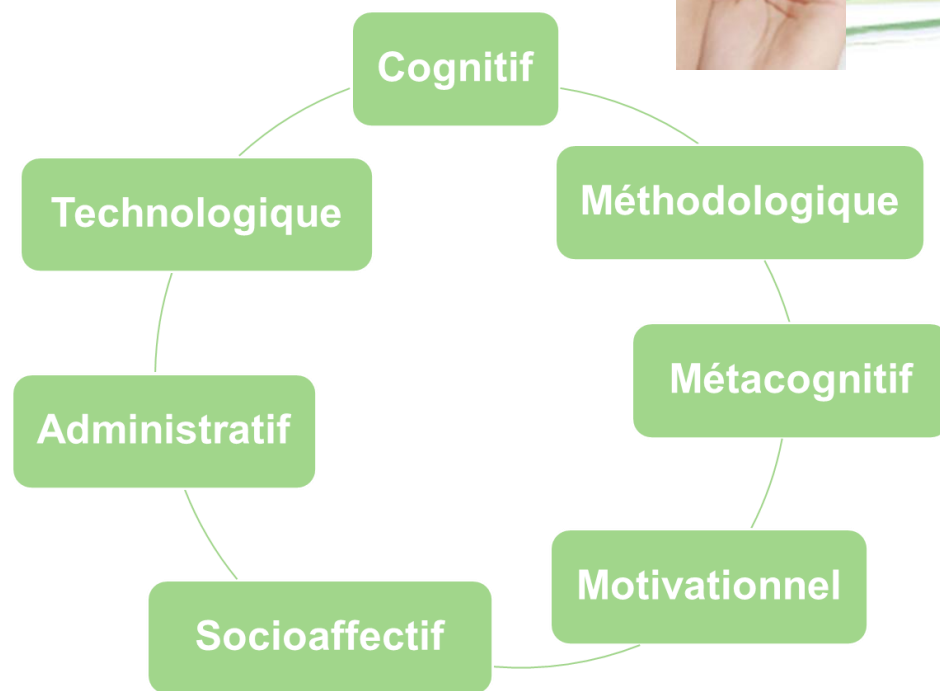 Cognitif
Méthodologique
Métacognitif
Motivationnel
Socioaffectif
Administratif
Technologique